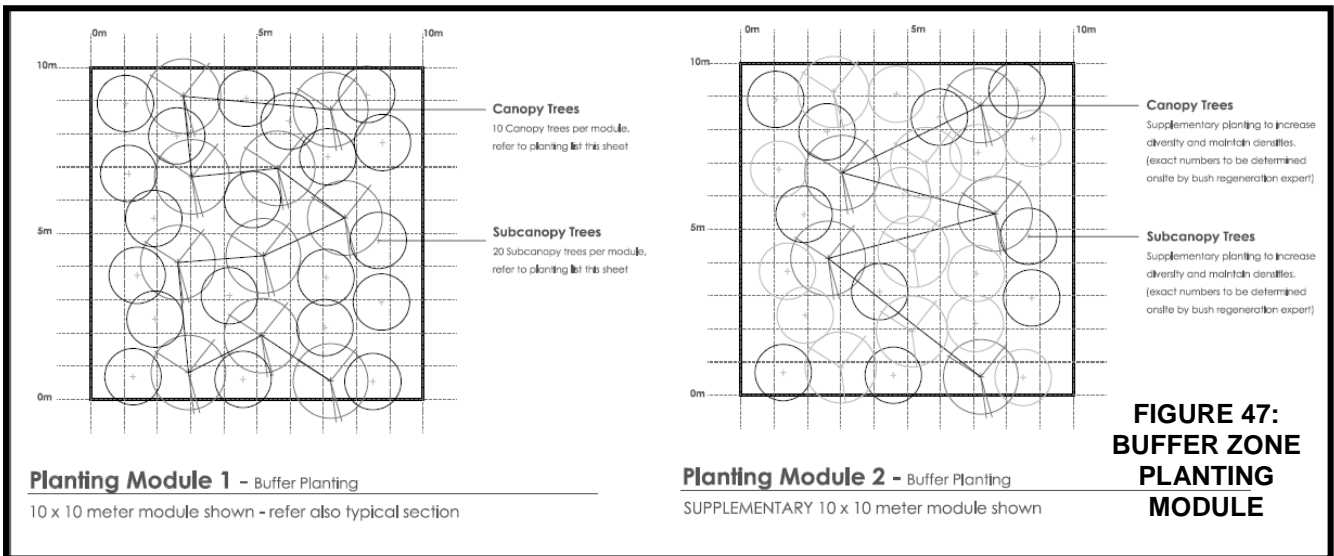 0m 5m 10m
10m
5m
0m
Canopy Trees
10 Canopy trees per module,
refer to planting list this sheet
Subcanopy Trees
20 Subcanopy trees per module,
refer to planting list this sheet
Planting Module 1 - Buffer Planting
10 x 10 meter module shown - refer also typical section
0m 5m 10m
10m
5m
0m
Canopy Trees
Supplementary planting to increase
diversity and maintain densities.
(exact numbers to be determined
onsite by bush regeneration expert)
Subcanopy Trees
Supplementary planting to increase
diversity and maintain densities.
(exact numbers to be determined
onsite by bush regeneration expert)
Planting Module 2 - Buffer Planting
SUPPLEMENTARY 10 x 10 meter module shown
FIGURE 47:
BUFFER ZONE
PLANTING
MODULE